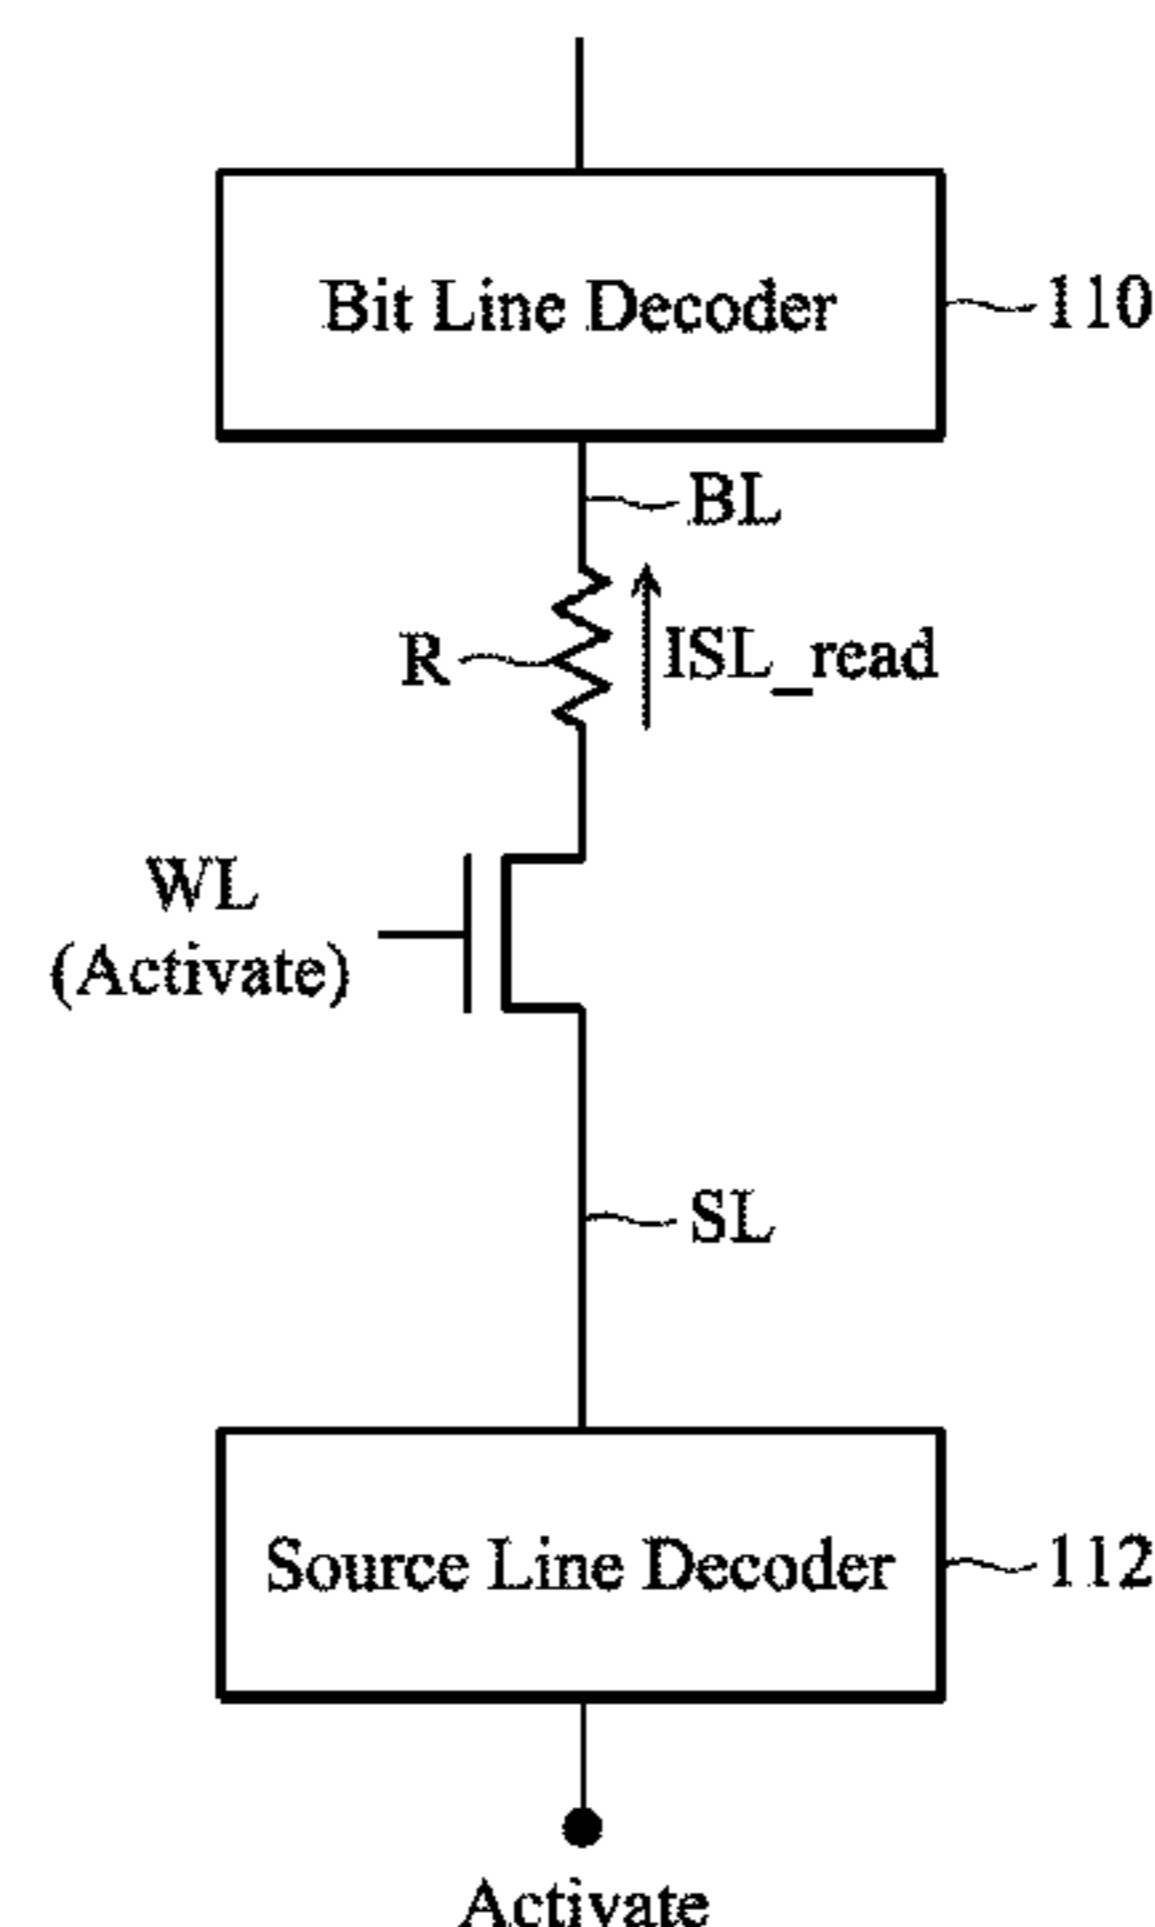 Bit Line Decoder
110
BL
R
ISL_read
WL
(Activate)
SL
Source Line Decoder
112
Activate